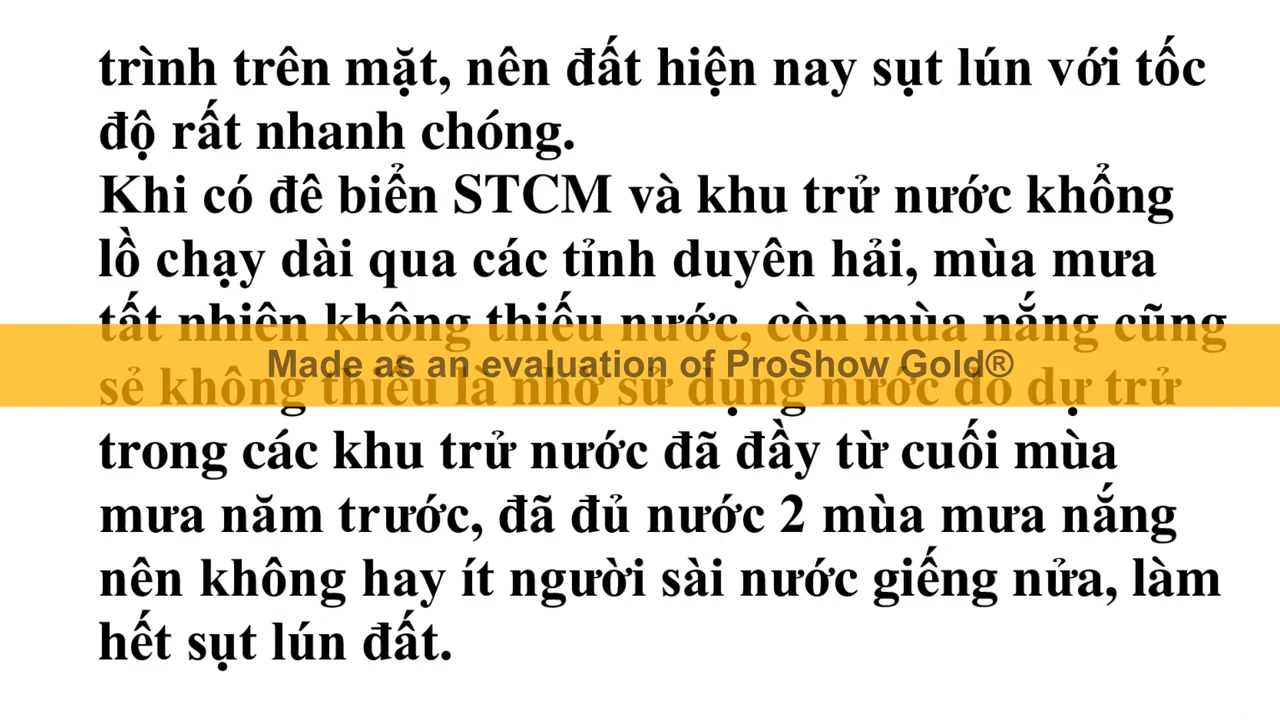 trình trên mặt, nên đất hiện nay sụt lún với tốc
độ rất nhanh chóng.
Khi có đê biển STCM và khu trử nước khổng
lồ chạy dài qua các tỉnh duyên hải, mùa mưa
tất nhiên không thiếu nước, còn mùa nắng cũng
Made as an evaluation of ProShow Gold®
sẻ không thiếu là nhờ sử dụng nước đó dự trử
trong các khu trử nước đã đầy từ cuối mùa
mưa năm trước, đã đủ nước 2 mùa mưa nắng
nên không hay ít người sài nước giếng nửa, làm
hết sụt lún đất.